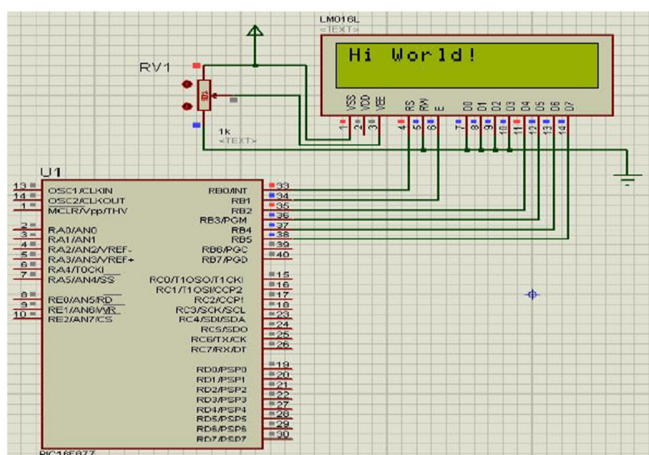 LM016L
<TEXT>
Hi World!
RV1
1k
<TEXT>
VSS VDD VEE RS RW E D0 D1 D2 D3 D4 D5 D6 D7
1 2 3 4 5 6 7 8 9 10 11 12 13 14
U1
13 OSC1/CLKIN RB0/INT 33
14 OSC2/CLKOUT RB1 34
1 MCLR/Vpp/THV RB2 35
RB3/PGM 36
2 RA0/AN0 RB4 37
3 RA1/AN1 RB5 38
4 RA2/AN2/VREF- RB6/PGC 39
5 RA3/AN3/VREF+ RB7/PGD 40
6 RA4/T0CKI
7 RA5/AN4/SS RC0/T1OSO/T1CKI 15
RC1/T1OSI/CCP2 16
8 RE0/AN5/RD RC2/CCP1 17
9 RE1/AN6/WR RC3/SCK/SCL 18
10 RE2/AN7/CS RC4/SDI/SDA 23
RC5/SDO 24
RC6/TX/CK 25
RC7/RX/DT 26
RD0/PSP0 19
RD1/PSP1 20
RD2/PSP2 21
RD3/PSP3 22
RD4/PSP4 27
RD5/PSP5 28
RD6/PSP6 29
RD7/PSP7 30
PIC16F877